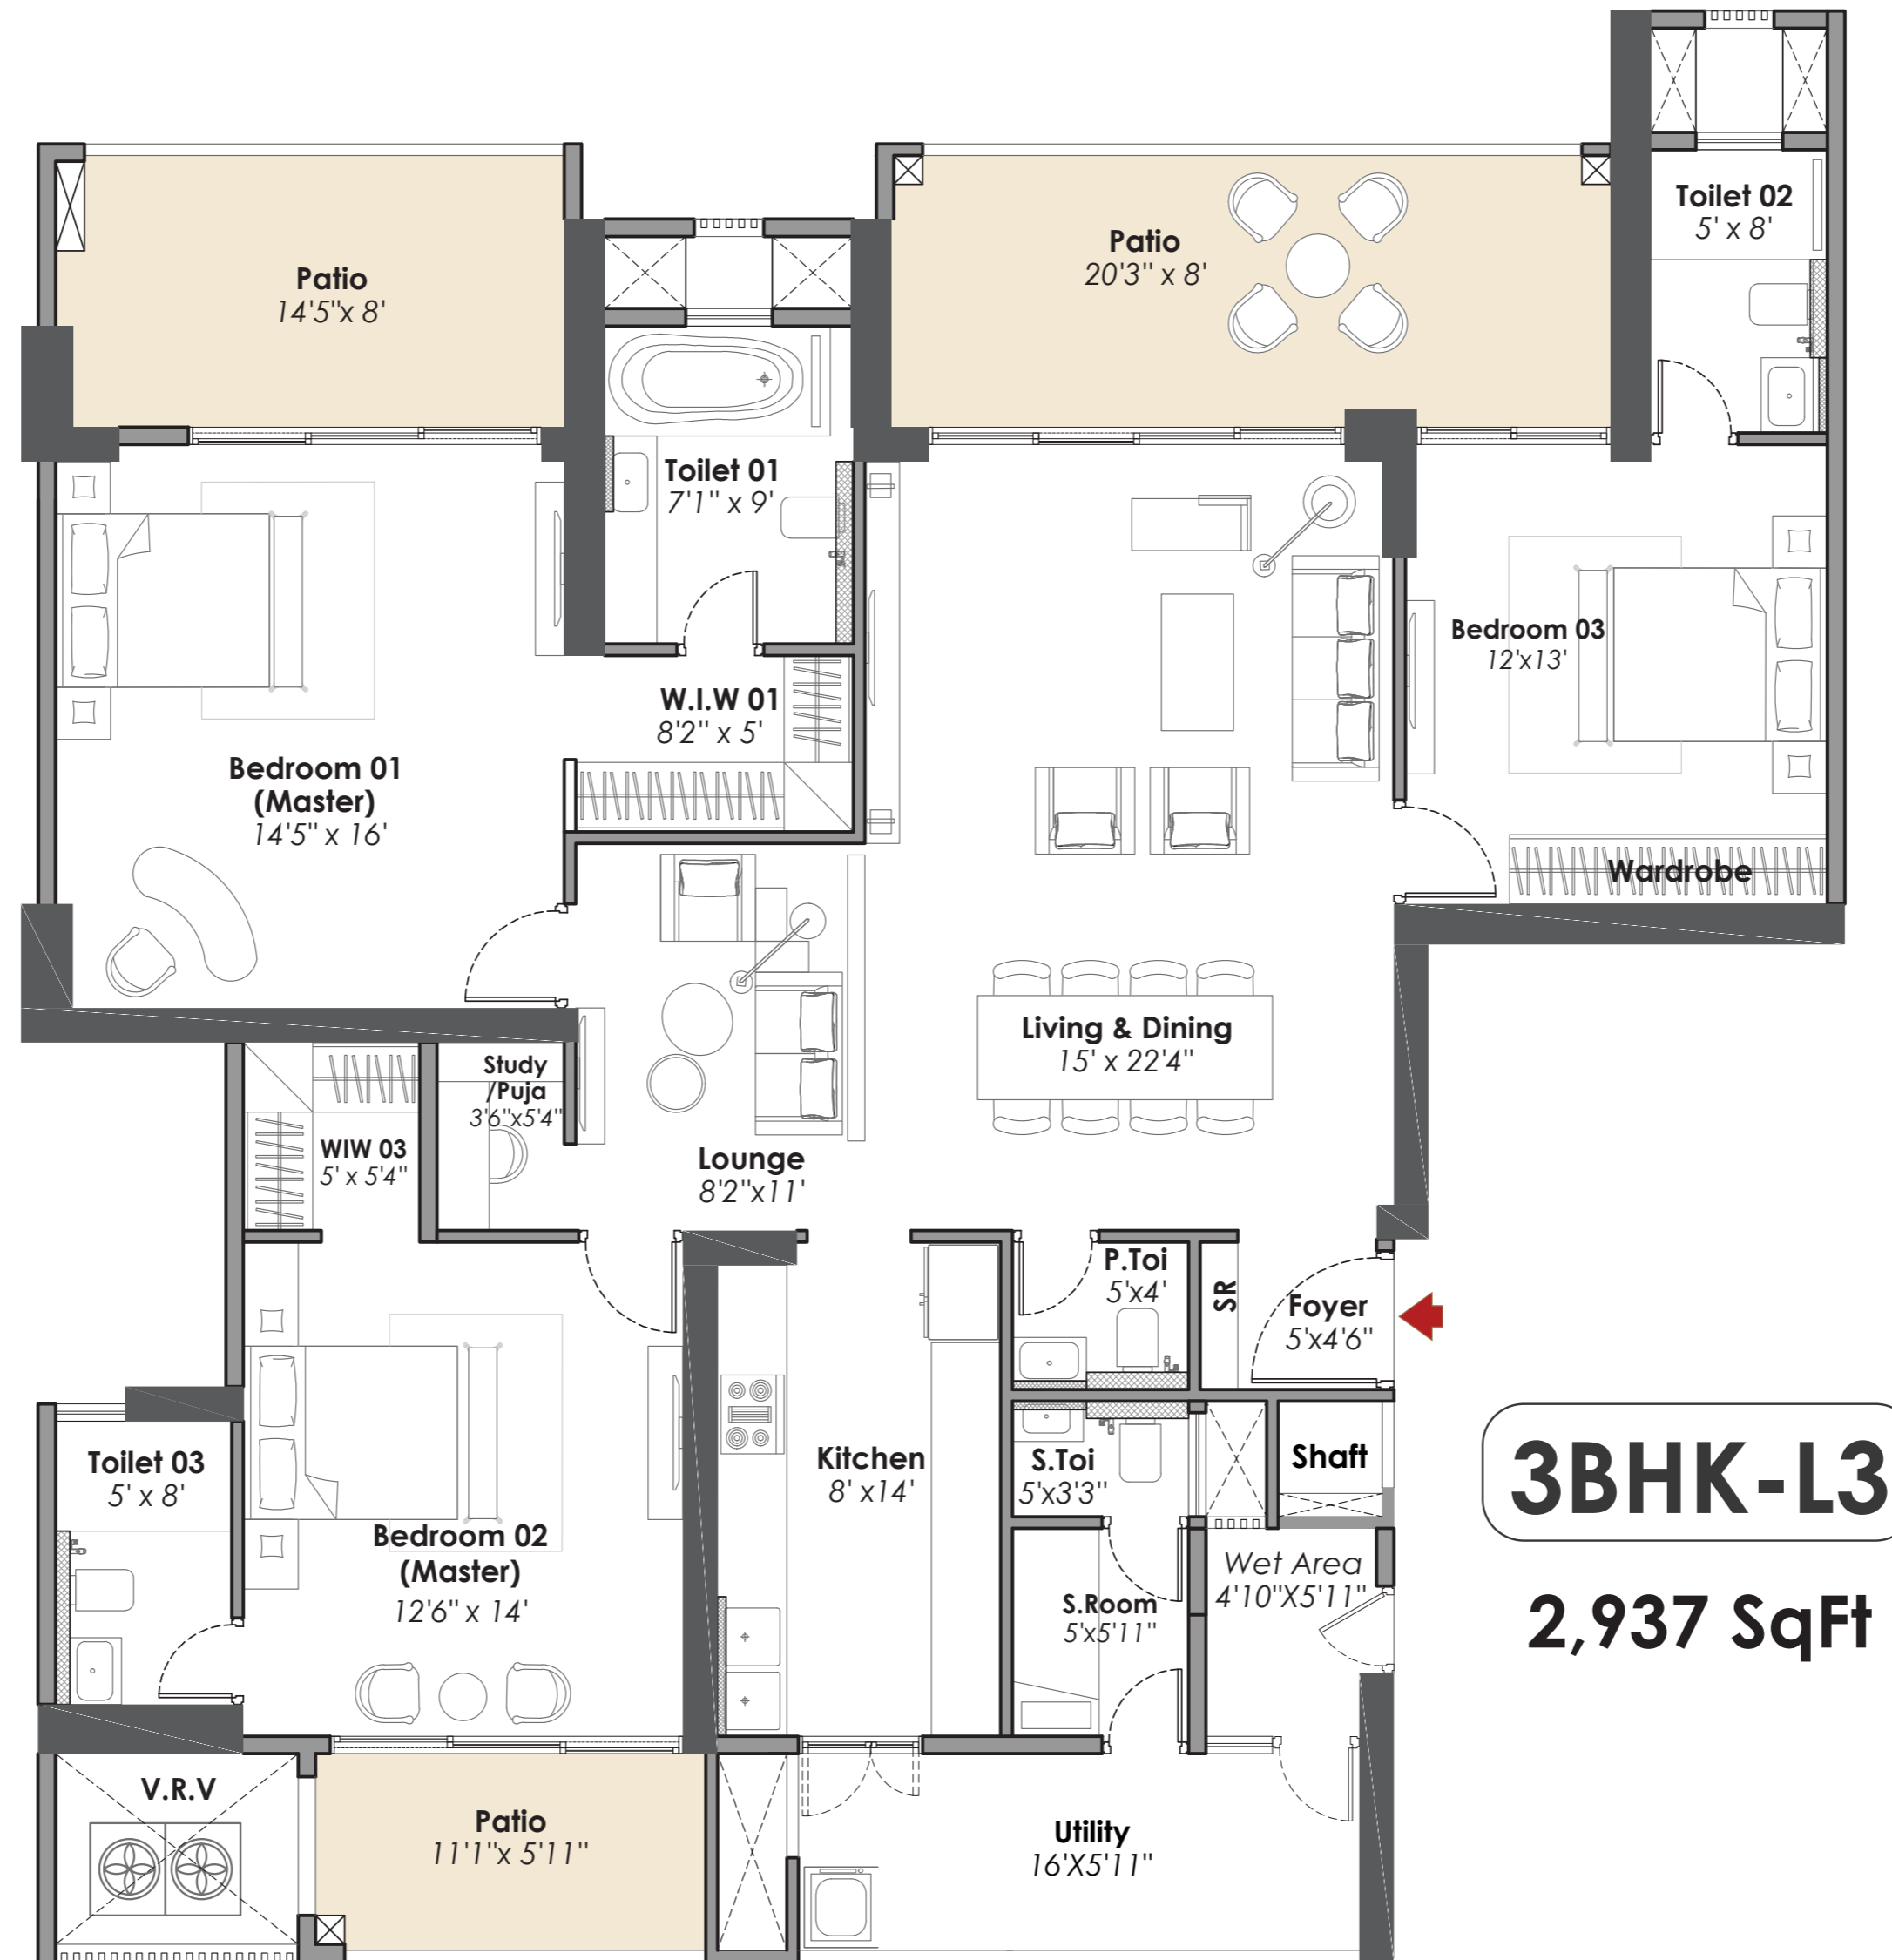 Toilet 02
5' x 8'
Patio
20'3" x 8'
Patio
14'5"x 8'
Toilet 01
7'1" x 9'
Bedroom 03
12'x13'
W.I.W 01
8'2" x 5'
Bedroom 01
(Master)
14'5" x 16'
Wardrobe
Living & Dining
15' x 22'4"
Study
/Puja
3'6"x5'4"
WIW 03
5' x 5'4"
Lounge
8'2"x11'
P.Toi
5'x4'
SR
Foyer
5'x4'6"
Toilet 03
5' x 8'
Kitchen
8' x14'
S.Toi
5'x3'3"
Shaft
3BHK-L3
Bedroom 02
(Master)
12'6" x 14'
Wet Area
4'10"X5'11"
S.Room
5'x5'11"
2,937 SqFt
V.R.V
Patio
11'1"x 5'11"
Utility
16'X5'11"